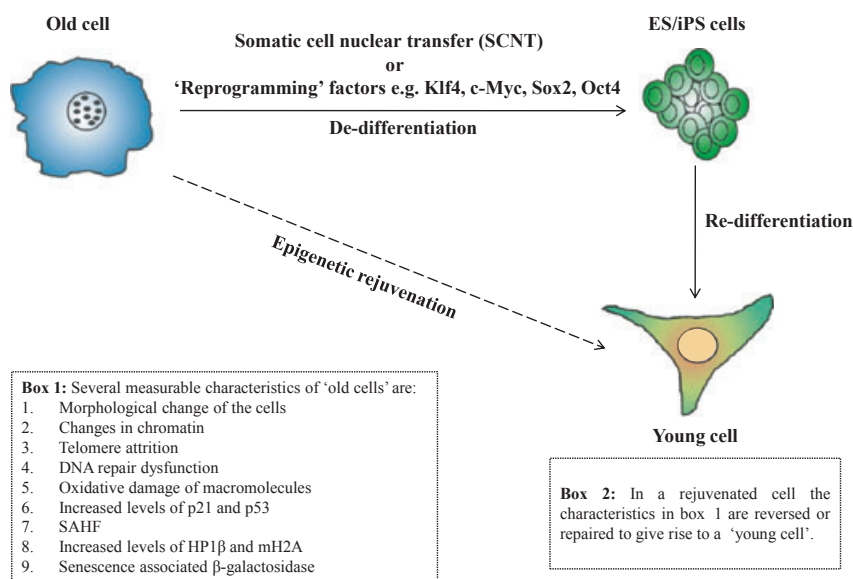 Old cell
Somatic cell nuclear transfer (SCNT)
or
‘Reprogramming’ factors e.g. Klf4, c-Myc, Sox2, Oct4
De-differentiation
ES/iPS cells
Re-differentiation
Epigenetic rejuvenation
Young cell
Box 1: Several measurable characteristics of ‘old cells’ are:
1. Morphological change of the cells
2. Changes in chromatin
3. Telomere attrition
4. DNA repair dysfunction
5. Oxidative damage of macromolecules
6. Increased levels of p21 and p53
7. SAHF
8. Increased levels of HP1β and mH2A
9. Senescence associated β-galactosidase
Box 2: In a rejuvenated cell the
characteristics in box 1 are reversed or
repaired to give rise to a ‘young cell’.